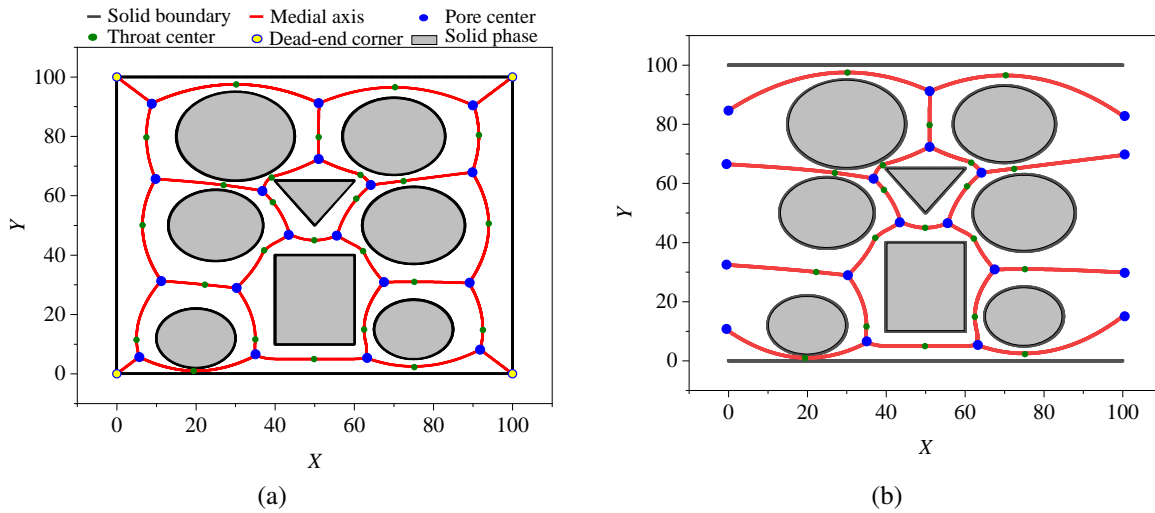 Solid boundary Medial axis Pore center
Throat center Dead-end corner Solid phase
100
80
60
40
20
0
Y
0 20 40 60 80 100
X
(a)
100
80
60
40
20
0
Y
0 20 40 60 80 100
X
(b)